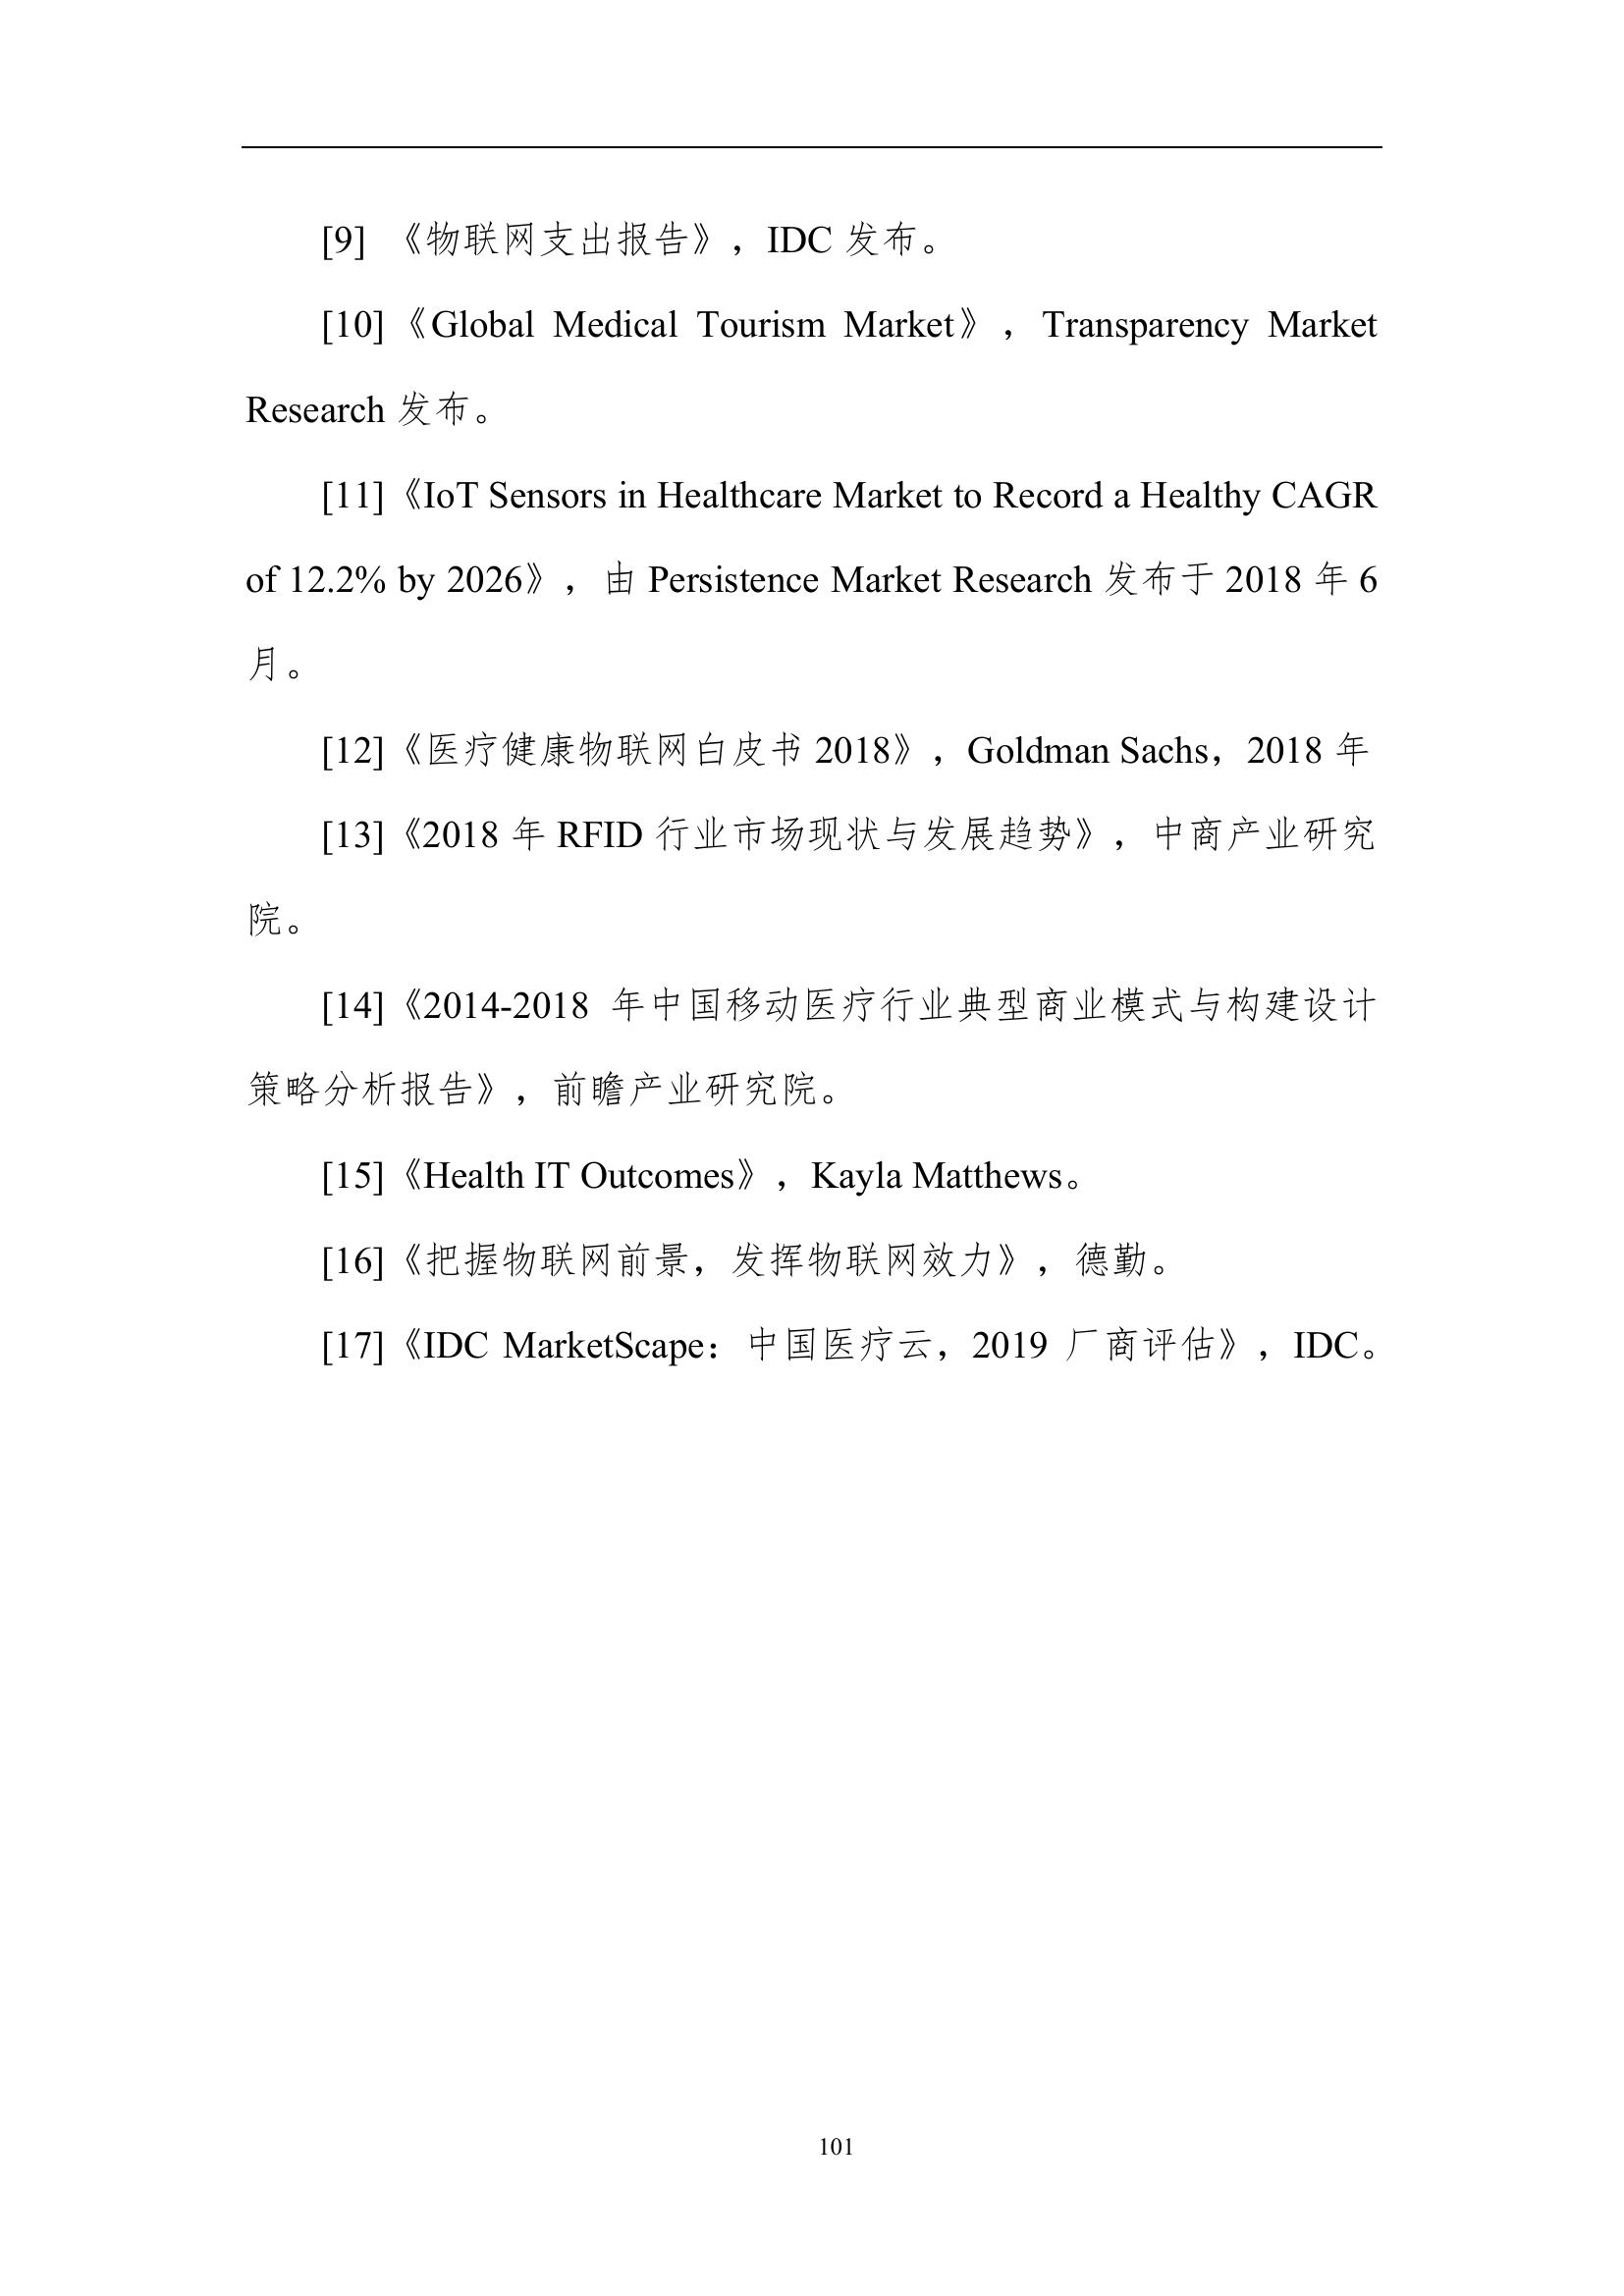 [9] 《物联网支出报告》，IDC 发布。
[10]《Global Medical Tourism Market》，Transparency Market
Research 发布。
[11]《IoT Sensors in Healthcare Market to Record a Healthy CAGR
of 12.2% by 2026》，由 Persistence Market Research 发布于 2018 年 6
月。
[12]《医疗健康物联网白皮书 2018》，Goldman Sachs，2018 年
[13]《2018 年 RFID 行业市场现状与发展趋势》，中商产业研究
院。
[14]《2014-2018 年中国移动医疗行业典型商业模式与构建设计
策略分析报告》，前瞻产业研究院。
[15]《Health IT Outcomes》，Kayla Matthews。
[16]《把握物联网前景，发挥物联网效力》，德勤。
[17]《IDC MarketScape：中国医疗云，2019 厂商评估》，IDC。
101